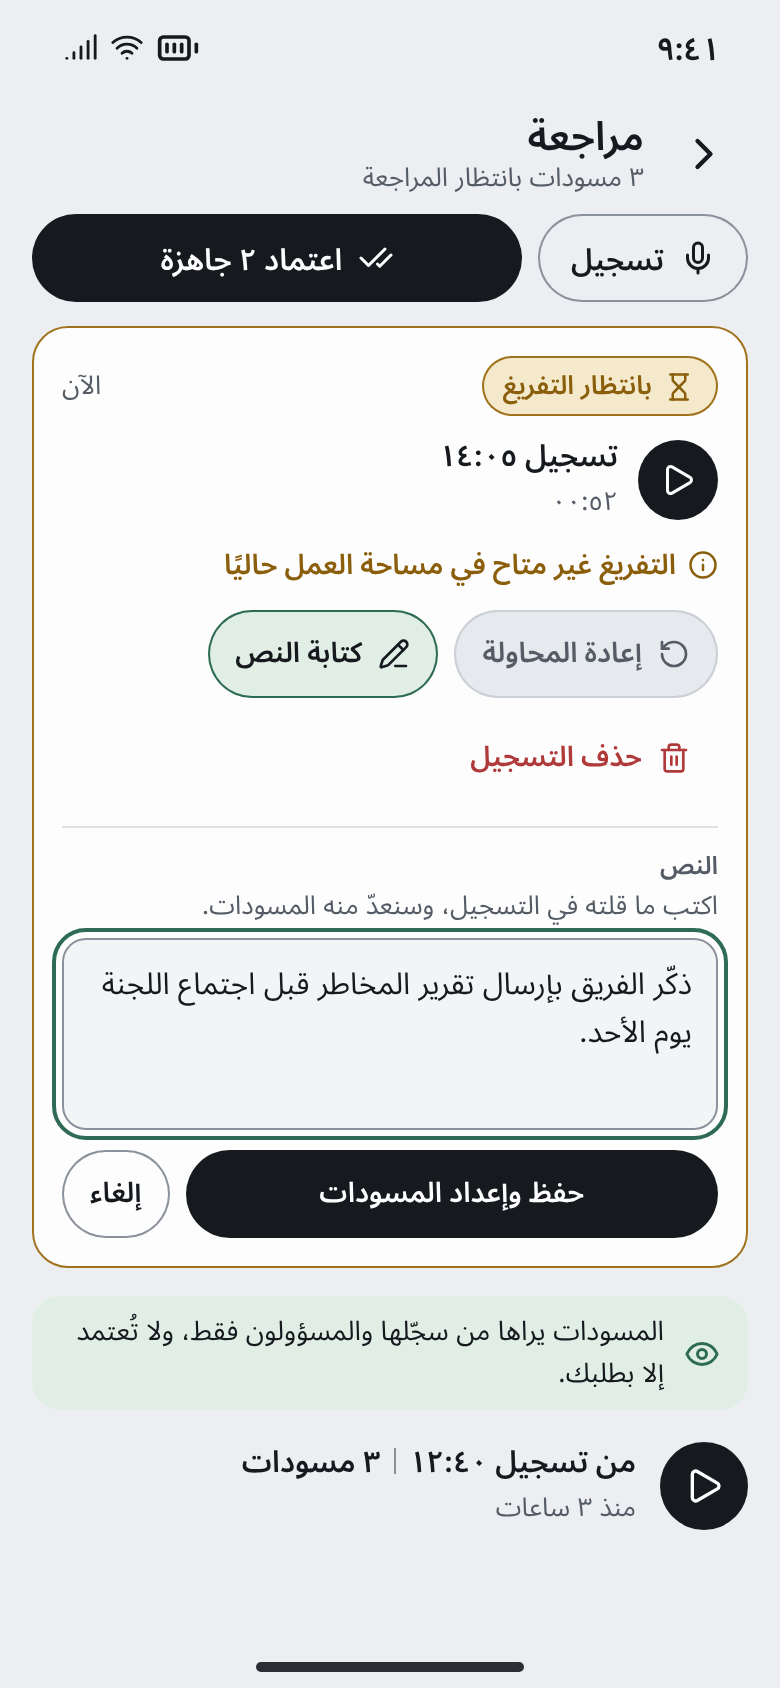 ٩:٤١
مراجعة
٣ مسودات بانتظار المراجعة
تسجيل
اعتماد ٢ جاهزة
بانتظار التفريغ
الآن
تسجيل ١٤:٠٥
٠٠:٥٢
التفريغ غير متاح في مساحة العمل حاليًا
إعادة المحاولة
كتابة النص
حذف التسجيل
النص
اكتب ما قلته في التسجيل، وسنعدّ منه المسودات.
ذكّر الفريق بإرسال تقرير المخاطر قبل اجتماع اللجنة
يوم الأحد.
حفظ وإعداد المسودات
إلغاء
المسودات يراها من سجّلها والمسؤولون فقط، ولا تُعتمد
إلا بطلبك.
من تسجيل ١٢:٤٠ | ٣ مسودات
منذ ٣ ساعات